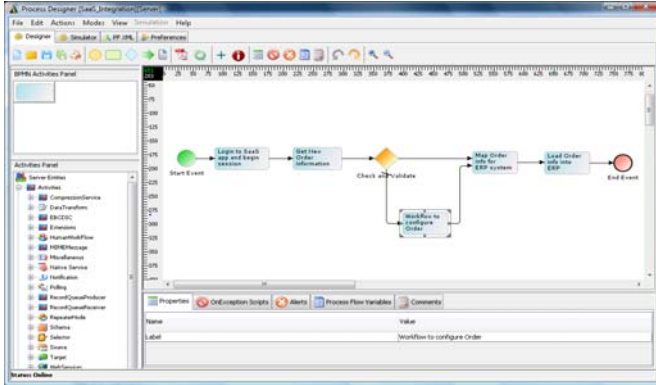 Process Designer [SaaS_Integration][Server]
File Edit Actions Modes View Simulation Help
Designer Simulator PF XML Preferences
BPMN Activities Panel
Login to SaaS
app and begin
session
Get New
Order
information
Map Order
info for
ERP system
Load Order
info into
ERP
Start Event
Check and Validate
End Event
Workflow to
configure
Order
Activities Panel
Server Entities
Activities
CompressionService
DataTransform
EBCDIC
Extensions
HumanWorkFlow
MIMEMessage
Miscellaneous
Native Service
Notification
Polling
RecordQueueProducer
RecordQueueReceiver
RepeaterNode
Schema
Selector
Source
Target
WebServices
Properties OnException Scripts Alerts Process Flow Variables Comments
Name Value
Label Workflow to configure Order
Status: Online